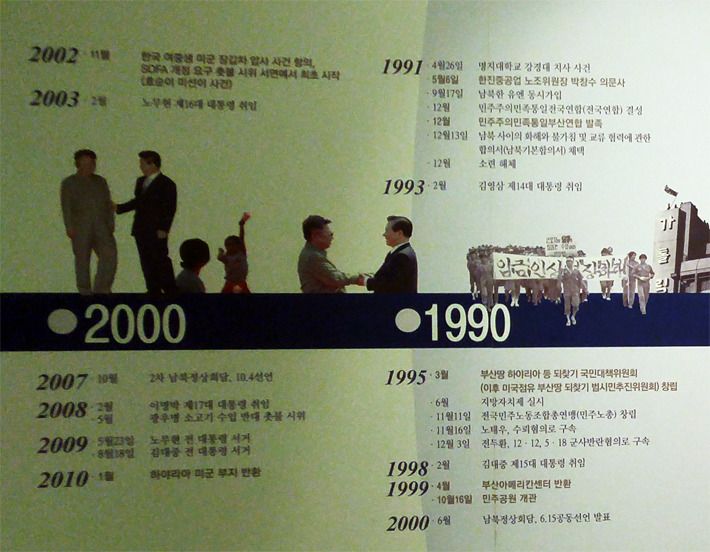 2002 · 11월 한국 여중생 미군 장갑차 압사 사건 항의,
SOFA 개정 요구 촛불 시위 서면에서 최초 시작
(효순이 미선이 사건)
2003 · 2월 노무현 제16대 대통령 취임
2000
2007 · 10월 2차 남북정상회담, 10.4선언
2008 · 2월 이명박 제17대 대통령 취임
· 5월 광우병 소고기 수입 반대 촛불 시위
2009 · 5월23일 노무현 전 대통령 서거
· 8월18일 김대중 전 대통령 서거
2010 · 1월 하야리아 미군 부지 반환
1991 · 4월26일 명지대학교 강경대 치사 사건
5월6일 한진중공업 노조위원장 박창수 의문사
· 9월17일 남북한 유엔 동시가입
· 12월 민주주의민족통일전국연합(전국연합) 결성
· 12월 민주주의민족통일부산연합 발족
· 12월13일 남북 사이의 화해와 불가침 및 교류 협력에 관한
합의서(남북기본합의서) 채택
· 12월 소련 해체
1993 · 2월 김영삼 제14대 대통령 취임
임금인상
1990
1995 · 3월 부산땅 하야리아 등 되찾기 국민대책위원회
(이후 미국점유 부산땅 되찾기 범시민추진위원회) 창립
· 6월 지방자치제 실시
· 11월11일 전국민주노동조합총연맹(민주노총) 창립
· 11월16일 노태우, 수뢰혐의로 구속
· 12월 3일 전두환, 12 · 12, 5 · 18 군사반란혐의로 구속
1998 · 2월 김대중 제15대 대통령 취임
1999 · 4월 부산아메리칸센터 반환
· 10월16일 민주공원 개관
2000 · 6월 남북정상회담, 6.15공동선언 발표